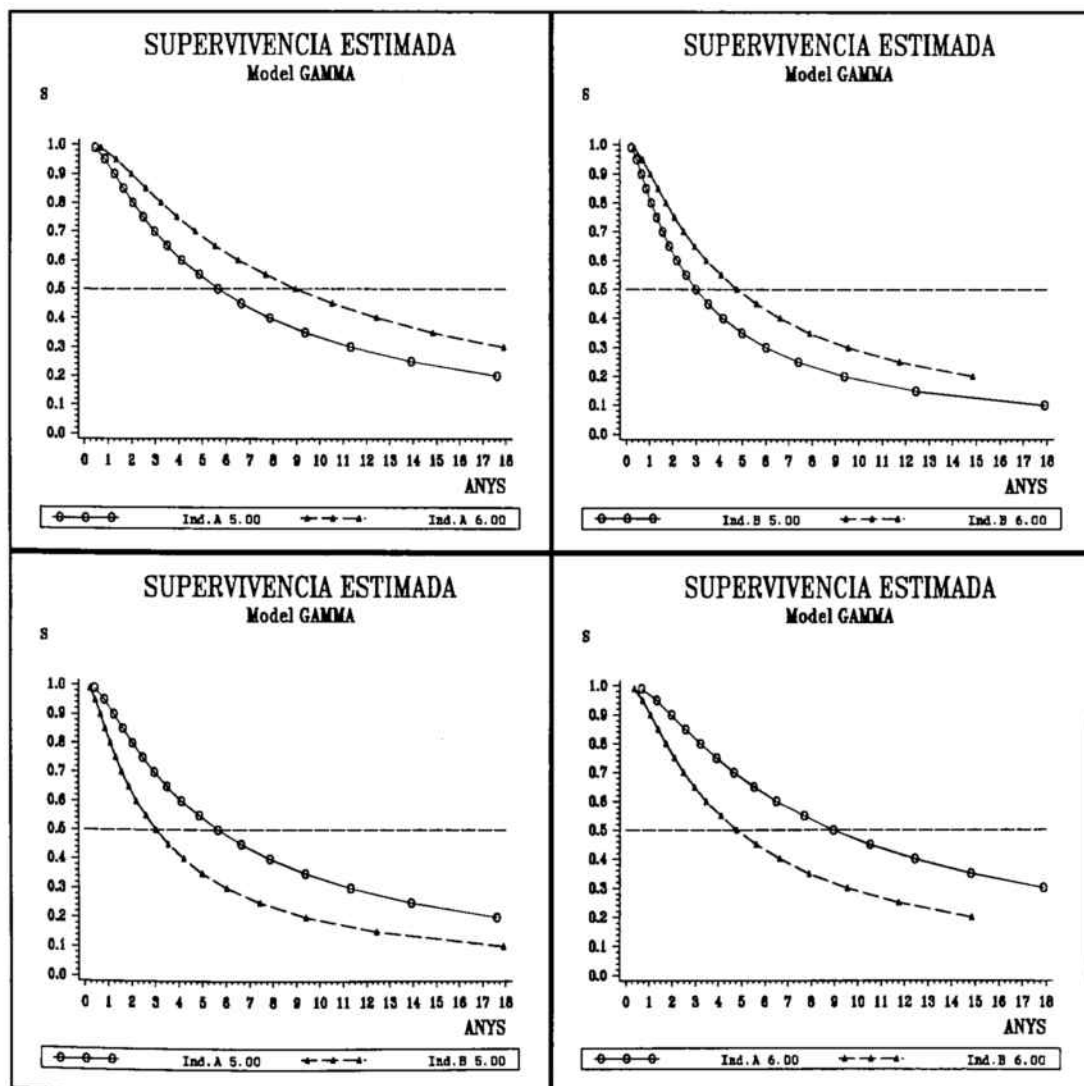 SUPERVIVENCIA ESTIMADA
Model GAMMA
S
1.0
0.9
0.8
0.7
0.6
0.5
0.4
0.3
0.2
0.1
0.0
0 1 2 3 4 5 6 7 8 9 10 11 12 13 14 15 16 17 18
ANYS
Ind.A 5.00 Ind.A 6.00
SUPERVIVENCIA ESTIMADA
Model GAMMA
S
1.0
0.9
0.8
0.7
0.6
0.5
0.4
0.3
0.2
0.1
0.0
0 1 2 3 4 5 6 7 8 9 10 11 12 13 14 15 16 17 18
ANYS
Ind.B 5.00 Ind.B 6.00
SUPERVIVENCIA ESTIMADA
Model GAMMA
S
1.0
0.9
0.8
0.7
0.6
0.5
0.4
0.3
0.2
0.1
0.0
0 1 2 3 4 5 6 7 8 9 10 11 12 13 14 15 16 17 18
ANYS
Ind.A 5.00 Ind.B 5.00
SUPERVIVENCIA ESTIMADA
Model GAMMA
S
1.0
0.9
0.8
0.7
0.6
0.5
0.4
0.3
0.2
0.1
0.0
0 1 2 3 4 5 6 7 8 9 10 11 12 13 14 15 16 17 18
ANYS
Ind.A 6.00 Ind.B 6.00